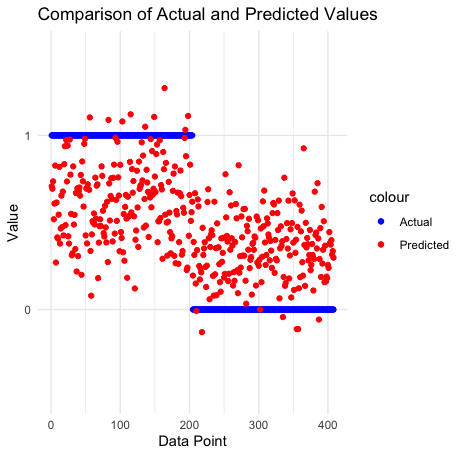 Comparison of Actual and Predicted Values
Value
1
0
0
100
200
300
400
Data Point
colour
Actual
Predicted